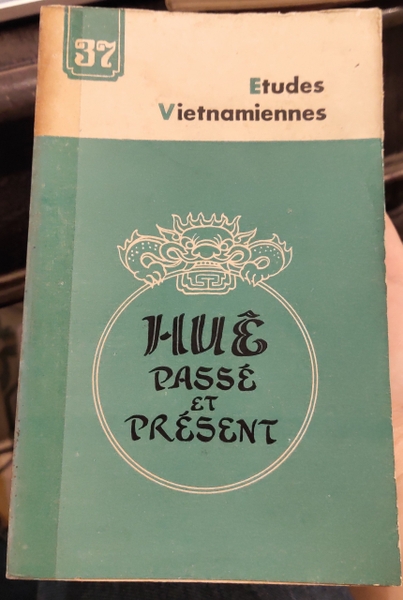 37
Etudes
Vietnamiennes
HUÊ
PASSÉ
ET
PRÉSENT